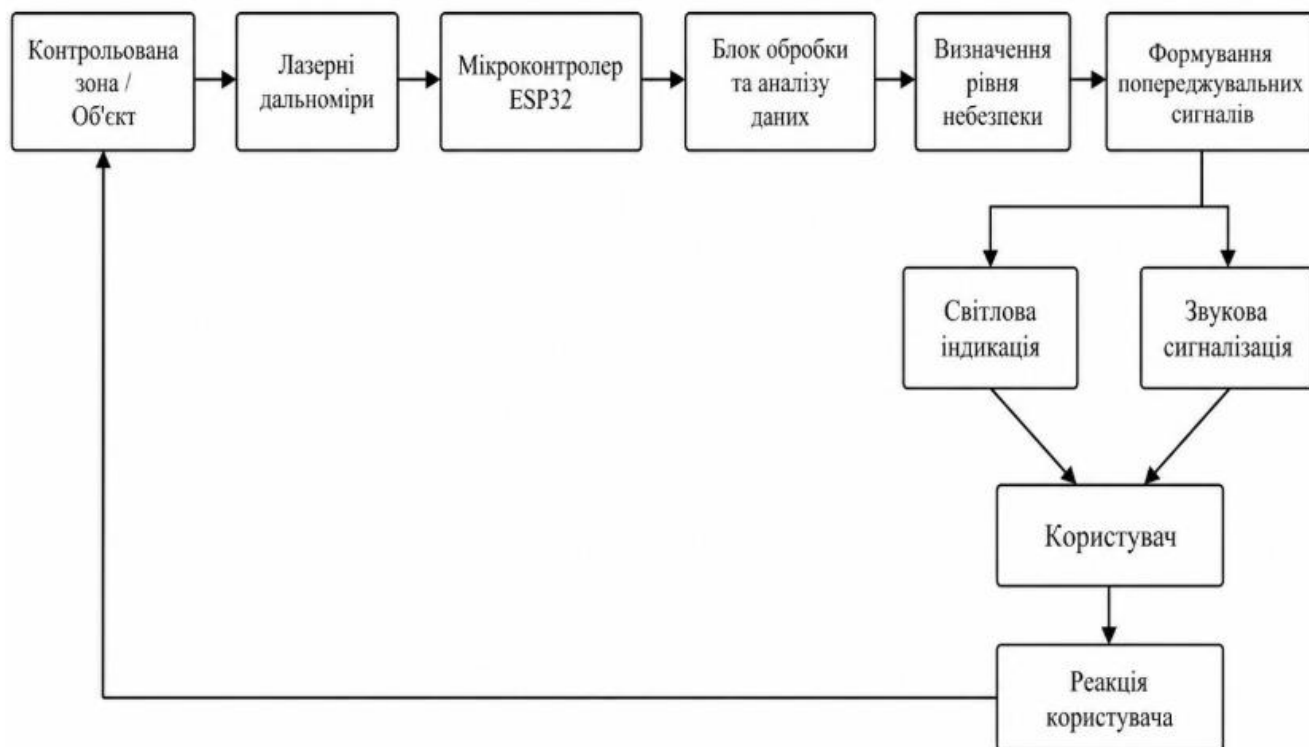 Контрольована
зона /
Об'єкт
Лазерні
дальноміри
Мікроконтролер
ESP32
Блок обробки
та аналізу
даних
Визначення
рівня
небезпеки
Формування
попереджувальних
сигналів
Світлова
індикація
Звукова
сигналізація
Користувач
Реакція
користувача